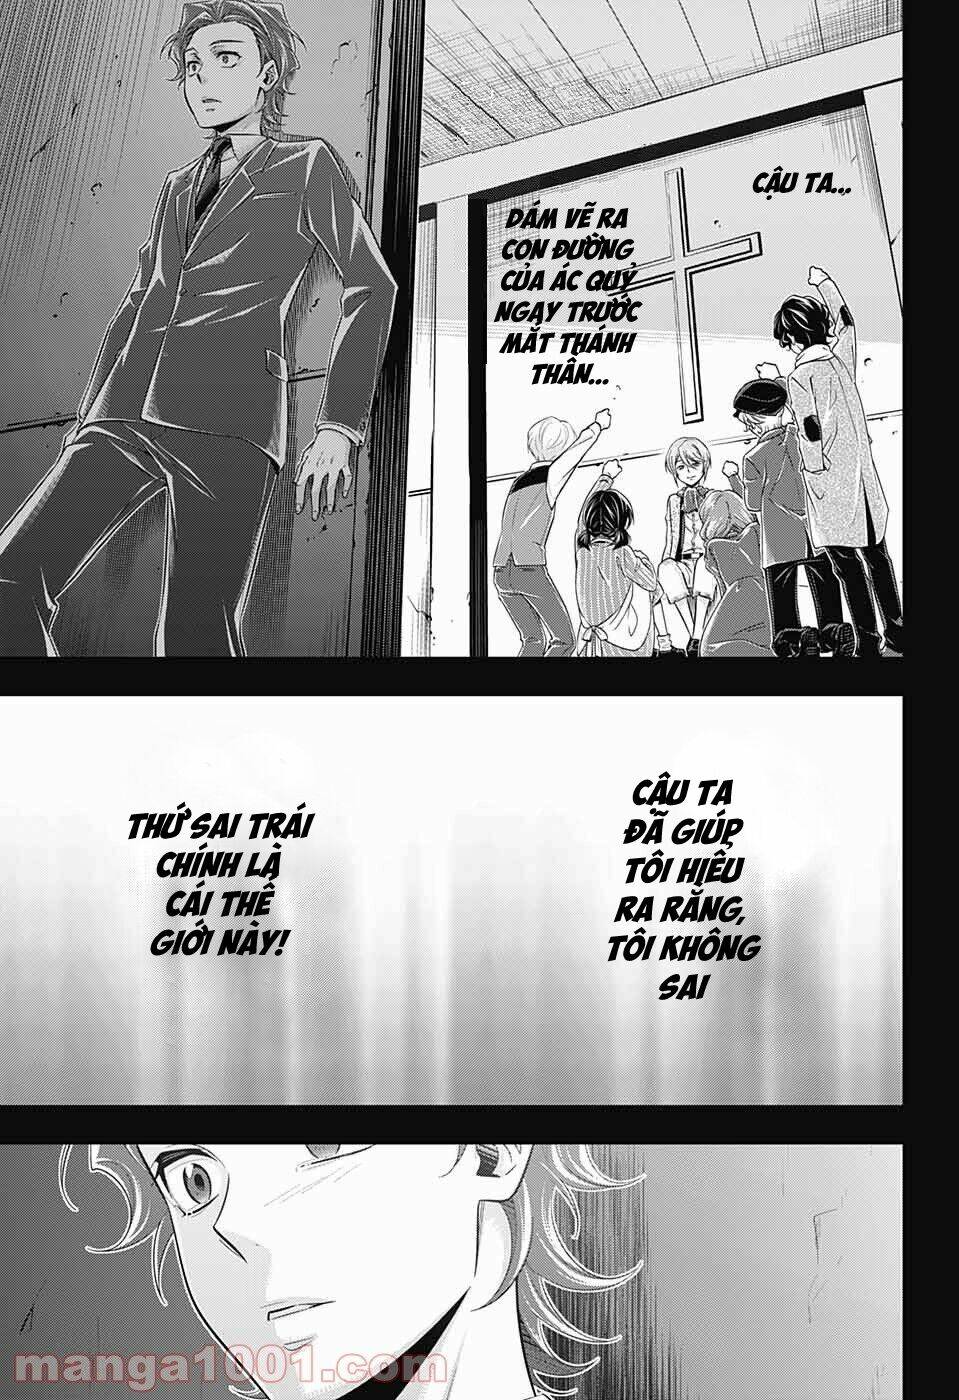 CẬU TA...
DÁM VẼ RA
CON ĐƯỜNG
CỦA ÁC QUỶ
NGAY TRƯỚC
MẮT THÁNH
THẦN...
CẬU TA
ĐÃ GIÚP
TÔI HIỂU
RA RẰNG,
TÔI KHÔNG
SAI
THỨ SAI TRÁI
CHÍNH LÀ
CÁI THẾ
GIỚI NÀY!
manga1001.com